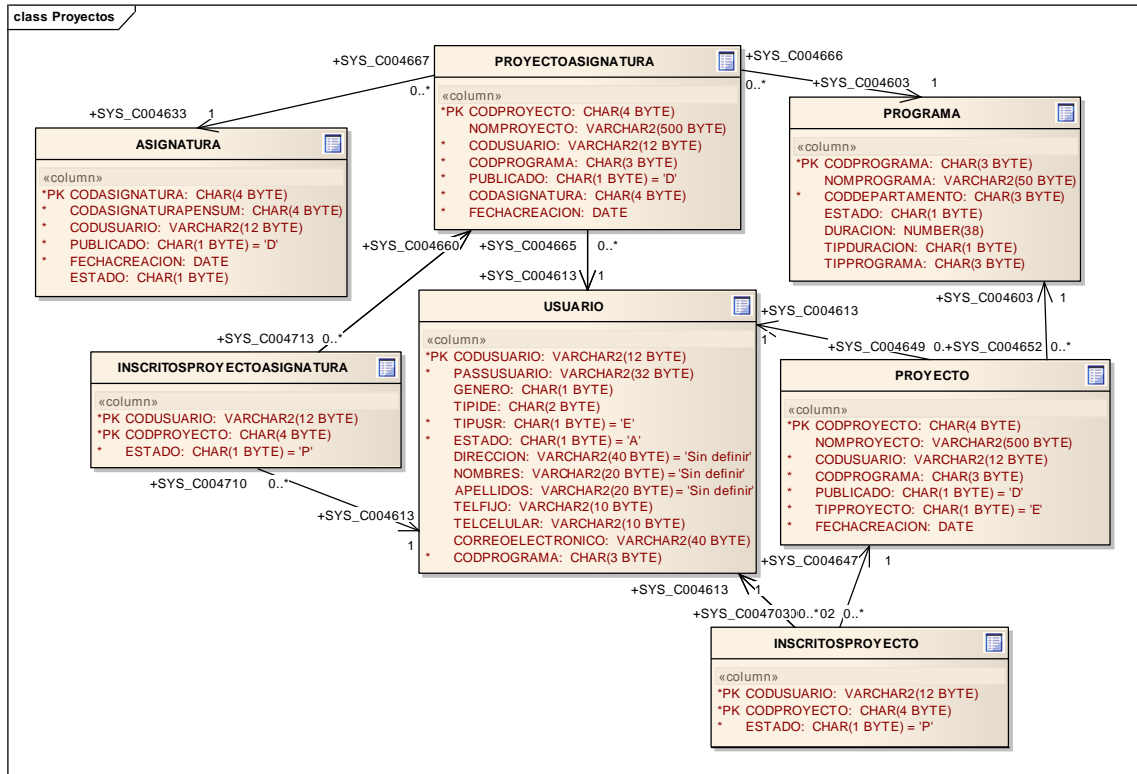 class Proyectos
+SYS_C004667
0..*
+SYS_C004633
1
PROYECTOASIGNATURA
«column»
*PK CODPROYECTO: CHAR(4 BYTE)
NOMPROYECTO: VARCHAR2(500 BYTE)
* CODUSUARIO: VARCHAR2(12 BYTE)
* CODPROGRAMA: CHAR(3 BYTE)
* PUBLICADO: CHAR(1 BYTE) = 'D'
* CODASIGNATURA: CHAR(4 BYTE)
* FECHACREACION: DATE
+SYS_C004666
0..*
+SYS_C004603
1
ASIGNATURA
«column»
*PK CODASIGNATURA: CHAR(4 BYTE)
* CODASIGNATURAPENSUM: CHAR(4 BYTE)
* CODUSUARIO: VARCHAR2(12 BYTE)
* PUBLICADO: CHAR(1 BYTE) = 'D'
* FECHACREACION: DATE
ESTADO: CHAR(1 BYTE)
PROGRAMA
«column»
*PK CODPROGRAMA: CHAR(3 BYTE)
NOMPROGRAMA: VARCHAR2(50 BYTE)
* CODDEPARTAMENTO: CHAR(3 BYTE)
ESTADO: CHAR(1 BYTE)
DURACION: NUMBER(38)
TIPDURACION: CHAR(1 BYTE)
TIPPROGRAMA: CHAR(3 BYTE)
+SYS_C004660
+SYS_C004665
0..*
+SYS_C004613
1
+SYS_C004603
1
+SYS_C004713 0..*
USUARIO
«column»
*PK CODUSUARIO: VARCHAR2(12 BYTE)
* PASSUSUARIO: VARCHAR2(32 BYTE)
GENERO: CHAR(1 BYTE)
TIPIDE: CHAR(2 BYTE)
* TIPUSR: CHAR(1 BYTE) = 'E'
* ESTADO: CHAR(1 BYTE) = 'A'
DIRECCION: VARCHAR2(40 BYTE) = 'Sin definir'
NOMBRES: VARCHAR2(20 BYTE) = 'Sin definir'
APELLIDOS: VARCHAR2(20 BYTE) = 'Sin definir'
TELFIJO: VARCHAR2(10 BYTE)
TELCELULAR: VARCHAR2(10 BYTE)
CORREOELECTRONICO: VARCHAR2(40 BYTE)
* CODPROGRAMA: CHAR(3 BYTE)
+SYS_C004613
1
+SYS_C004649
+SYS_C004652
0..*
INSCRITOSPROYECTOASIGNATURA
«column»
*PK CODUSUARIO: VARCHAR2(12 BYTE)
*PK CODPROYECTO: CHAR(4 BYTE)
* ESTADO: CHAR(1 BYTE) = 'P'
PROYECTO
«column»
*PK CODPROYECTO: CHAR(4 BYTE)
NOMPROYECTO: VARCHAR2(500 BYTE)
* CODUSUARIO: VARCHAR2(12 BYTE)
* CODPROGRAMA: CHAR(3 BYTE)
* PUBLICADO: CHAR(1 BYTE) = 'D'
* TIPPROYECTO: CHAR(1 BYTE) = 'E'
* FECHACREACION: DATE
+SYS_C004710
0..*
+SYS_C004613
1
+SYS_C004613
1
+SYS_C004647
1
+SYS_C004703
0..*
02 0..*
INSCRITOSPROYECTO
«column»
*PK CODUSUARIO: VARCHAR2(12 BYTE)
*PK CODPROYECTO: CHAR(4 BYTE)
* ESTADO: CHAR(1 BYTE) = 'P'